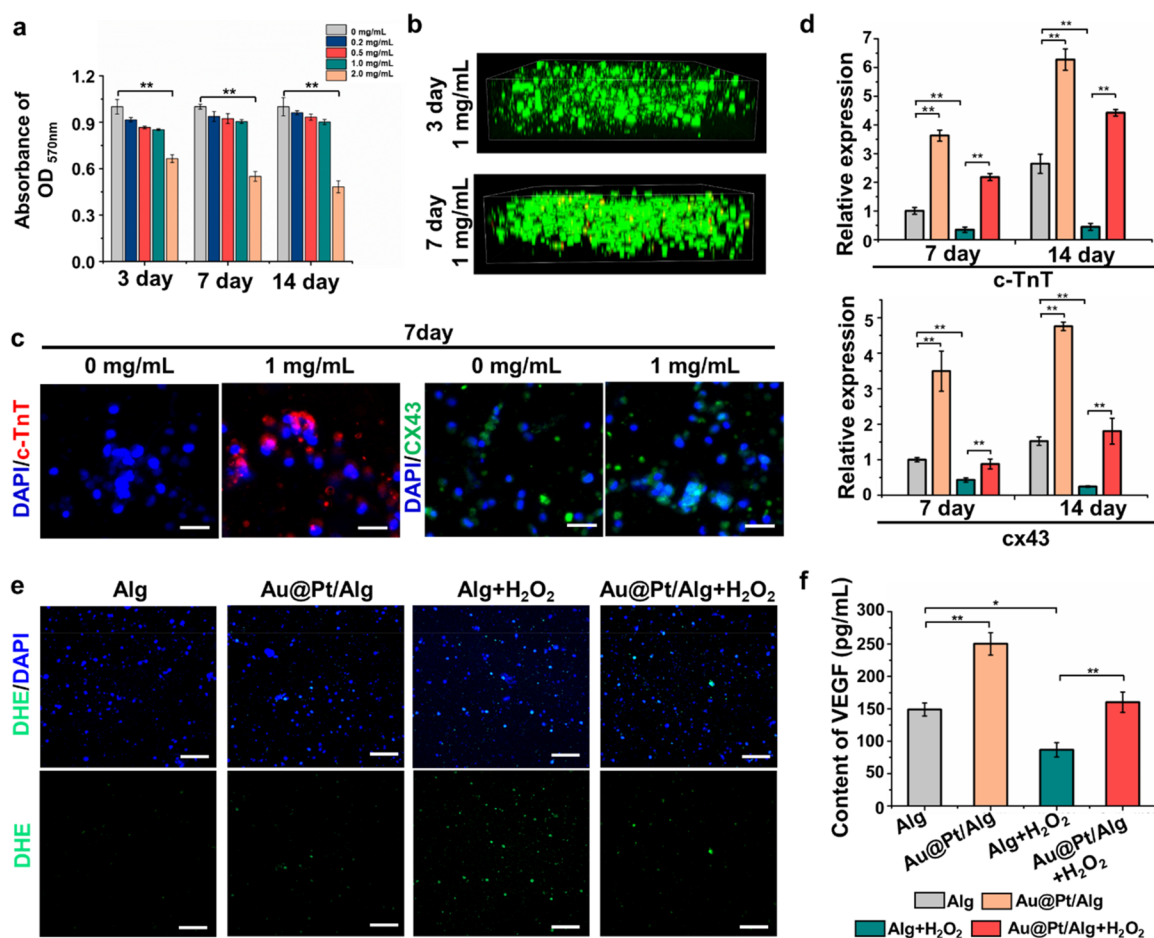 a
0 mg/mL
0.2 mg/mL
0.5 mg/mL
1.0 mg/mL
2.0 mg/mL
Absorbance of
OD 570nm
1.2
0.9
0.6
0.3
0.0
** ** **
3 day 7 day 14 day
b
3 day
1 mg/mL
7 day
1 mg/mL
c
7day
0 mg/mL 1 mg/mL 0 mg/mL 1 mg/mL
DAPI/c-TnT
DAPI/CX43
d
Relative expression
7
6
5
4
3
2
1
0
** ** ** ** ** **
7 day 14 day
c-TnT
Relative expression
5
4
3
2
1
0
** ** ** ** ** **
7 day 14 day
cx43
e
Alg Au@Pt/Alg Alg+H₂O₂ Au@Pt/Alg+H₂O₂
DHE/DAPI
DHE
f
Content of VEGF (pg/mL)
300
250
200
150
100
50
0
* ** **
Alg
Au@Pt/Alg
Alg+H₂O₂
Au@Pt/Alg
+H₂O₂
Alg Au@Pt/Alg
Alg+H₂O₂ Au@Pt/Alg+H₂O₂